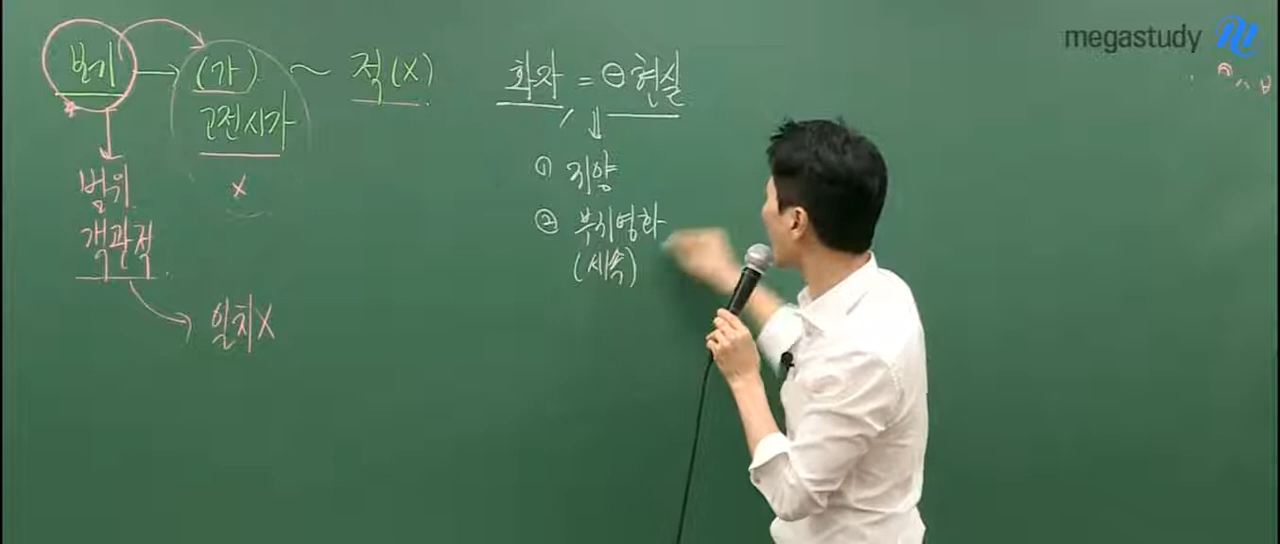 보기 → (가) ~ 적(X)
고전시가
X
범위
객관적
일치X
화자 = ⊖현실
① 지양
② 부귀영화
(세속)
megastudy